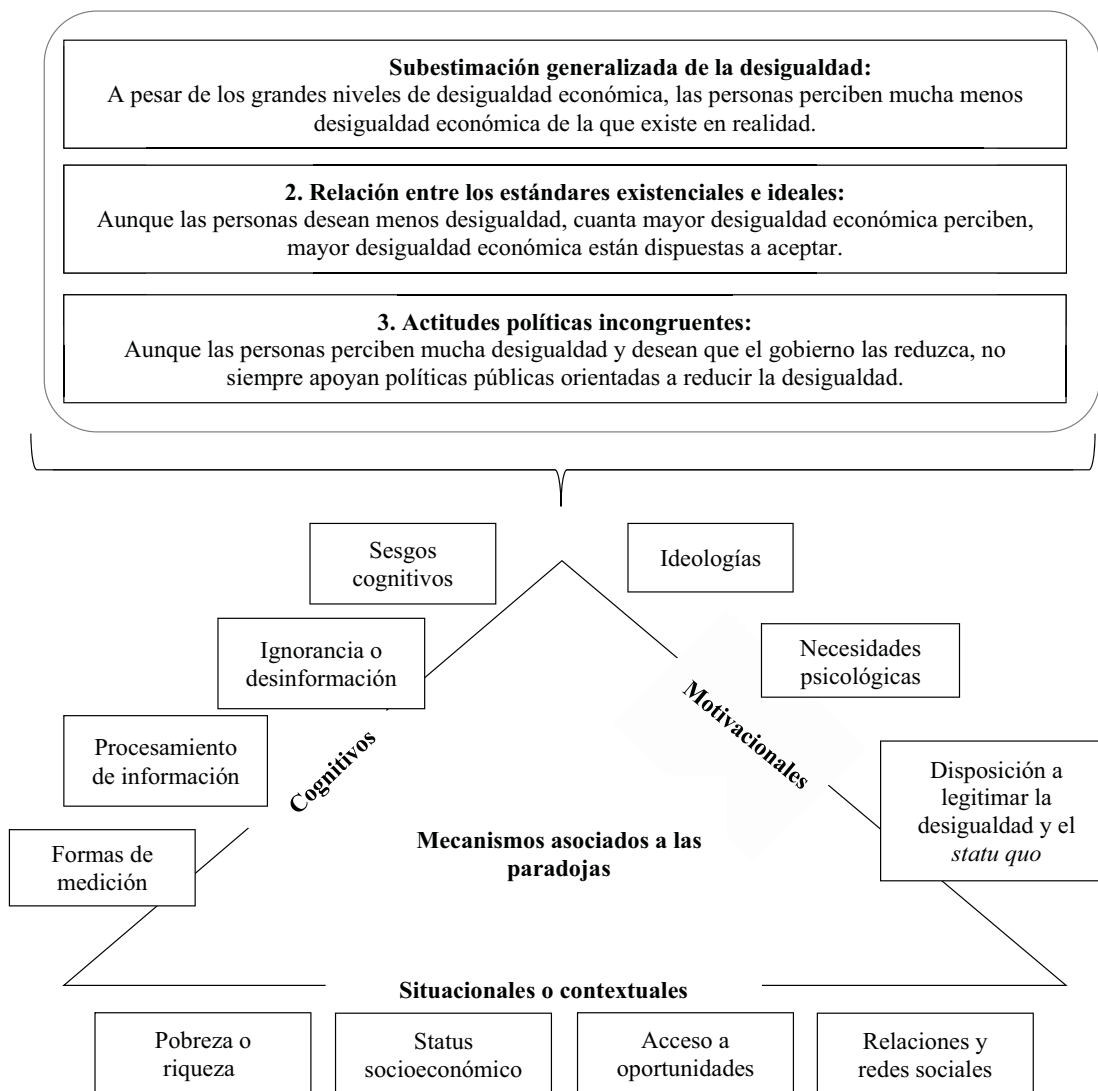 Subestimación generalizada de la desigualdad:
A pesar de los grandes niveles de desigualdad económica, las personas perciben mucha menos
desigualdad económica de la que existe en realidad.
2. Relación entre los estándares existenciales e ideales:
Aunque las personas desean menos desigualdad, cuanta mayor desigualdad económica perciben,
mayor desigualdad económica están dispuestas a aceptar.
3. Actitudes políticas incongruentes:
Aunque las personas perciben mucha desigualdad y desean que el gobierno las reduzca, no
siempre apoyan políticas públicas orientadas a reducir la desigualdad.
Sesgos
cognitivos
Ideologías
Ignorancia o
desinformación
Necesidades
psicológicas
Procesamiento
de información
Cognitivos
Motivacionales
Disposición a
legitimar la
desigualdad y el
statu quo
Formas de
medición
Mecanismos asociados a las
paradojas
Situacionales o contextuales
Pobreza o
riqueza
Status
socioeconómico
Acceso a
oportunidades
Relaciones y
redes sociales